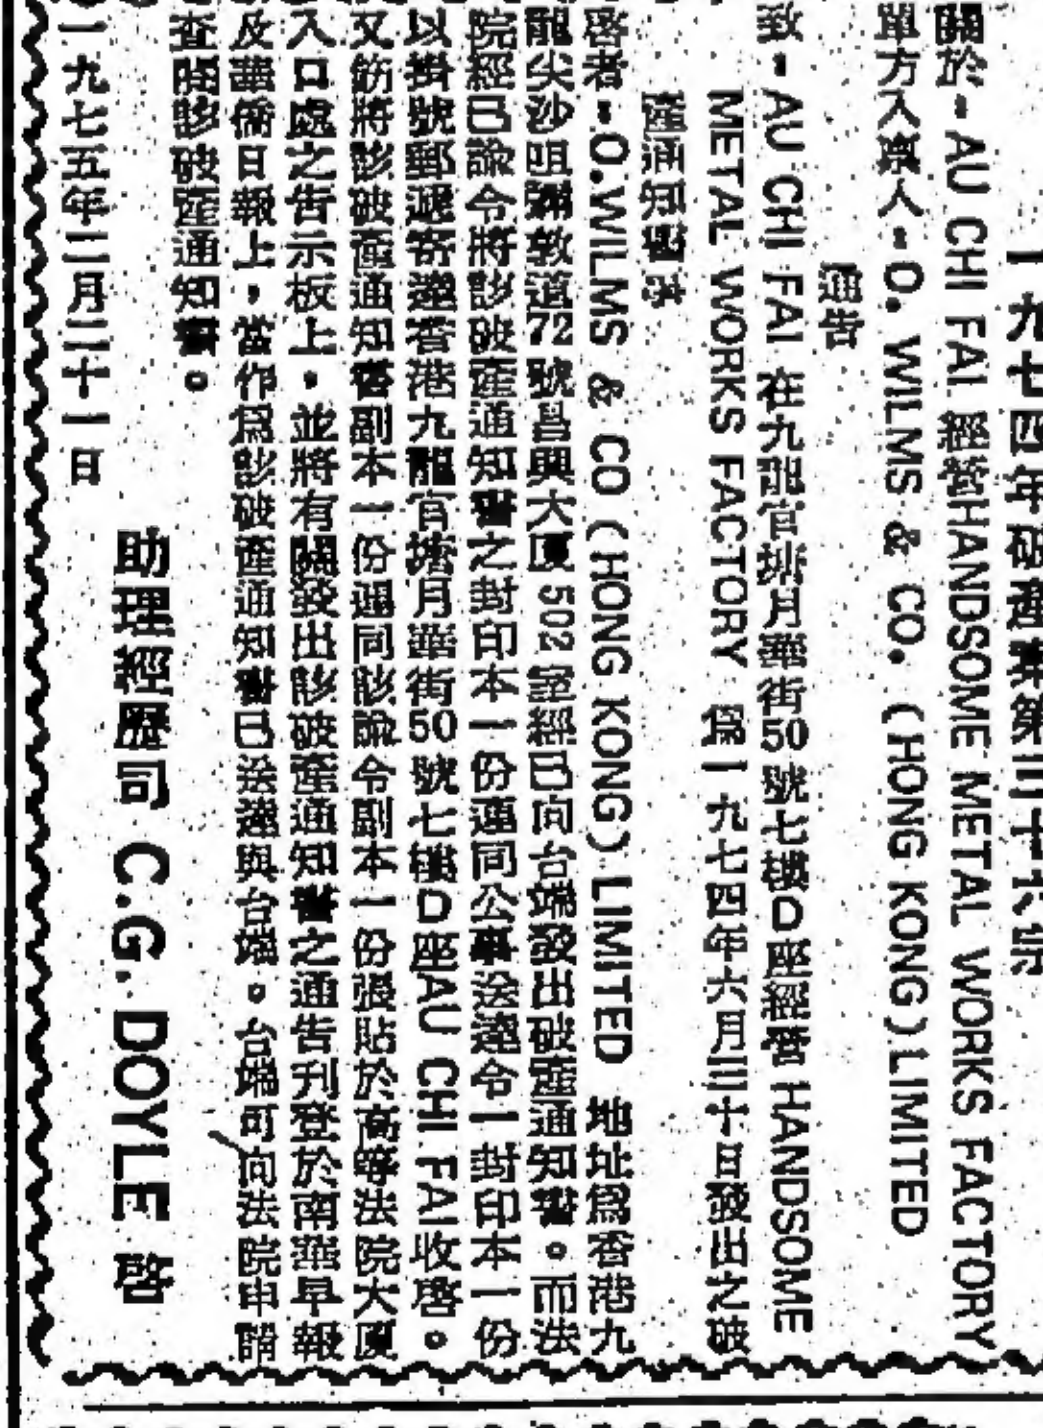 一九七四年破產案第三十六宗
關於‧AU CHI FAI 經營HANDSOME METAL WORKS FACTORY
單方入禀人‧O. WILMS & CO. (HONG KONG) LIMITED
通告
致‧AU CHI FAI 在九龍官塘月華街50號七樓D座經營 HANDSOME
METAL WORKS FACTORY 爲一九七四年六月二十日發出之破
產通知書
啓者‧O.WILMS & CO (HONG KONG) LIMITED 地址爲香港九
龍尖沙咀彌敦道72號昌興大廈502室經已向台端發出破產通知書。而法
院經已諭令將該破產通知書之封印本一份連同公事送達令一封印本一份
以掛號郵遞寄遞香港九龍官塘月華街50號七樓D座AU CHI FAI收啓。
又飭將該破產通知書副本一份連同該諭令副本一份張貼於高等法院大廈
入口處之告示板上‧並將有關發出該破產通知書之通告刊登於南華早報
及華僑日報上，當作爲該破產通知書已送達與台端。台端可向法院申請
查閱該破產通知書。
助理經歷司 C.G. DOYLE 啓
一九七五年二月二十一日